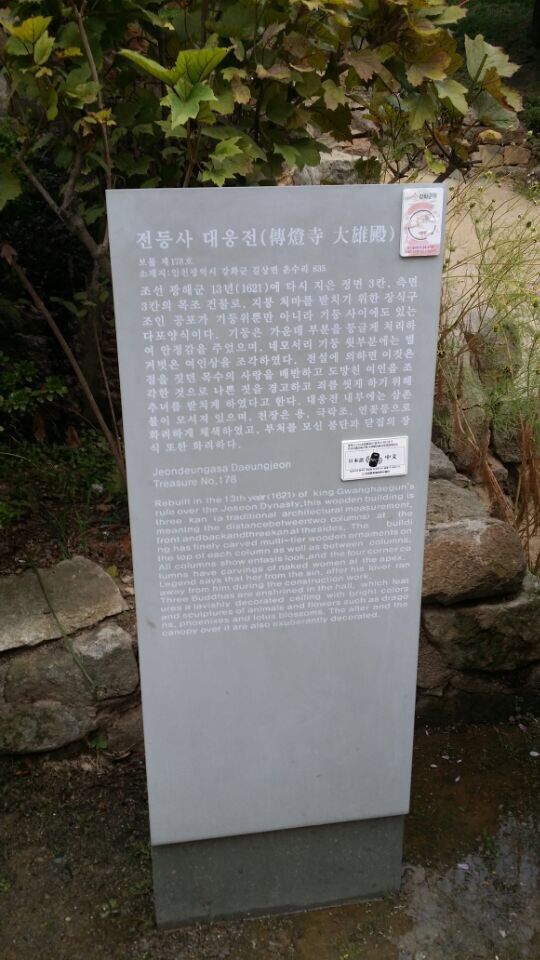 전등사 대웅전(傳燈寺 大雄殿)
보물 제178호
소재지:인천광역시 강화군 길상면 온수리 635
조선 광해군 13년(1621)에 다시 지은 정면 3칸, 측면
3칸의 목조 건물로, 지붕 처마를 받치기 위한 장식구
조인 공포가 기둥위뿐만 아니라 기둥 사이에도 있는
다포양식이다. 기둥은 가운데 부분을 둥글게 처리하
여 안정감을 주었으며, 네모서리 기둥 윗부분에는 벌
거벗은 여인상을 조각하였다. 전설에 의하면 이것은
절을 짓던 목수의 사랑을 배반하고 도망친 여인을 조
각한 것으로 나쁜 짓을 경고하고 죄를 씻게 하기 위해
추녀를 받치게 하였다고 한다. 대웅전 내부에는 삼존
불이 모셔져 있으며, 천장은 용, 극락조, 연꽃등으로
화려하게 채색하였고, 부처를 모신 불단과 닫집의 장
식 또한 화려하다.
Jeondeungasa Daeungjeon
Treasure No.178
Rebuilt in the 13th year(1621) of king Gwanghaegun's
rule over the Joseon Dynasty,this wooden building is
three kan (a traditional architectural measurement,
meaning the distancebetweentwo columns) at the
front andbackandthreekanat thesides. The buildi
ng has finely carved multi-tier wooden ornaments on
the top of each column as well as between columns.
All columns show entasis look,and the four corner co
lumns have carvings of naked women at the apex.
Legend says that her from the sin, after his lover ran
away from him during the construction work.
Three Buddhas are enshrined in the hall, which feat
ures a lavishly decorated ceiling with bright colors
and sculptures of animals and flowers such as drago
ns, phoenixes and lotus blossoms. The alter and the
canopy over it are also exuberantly decorated.
강화군청
日本語
中文